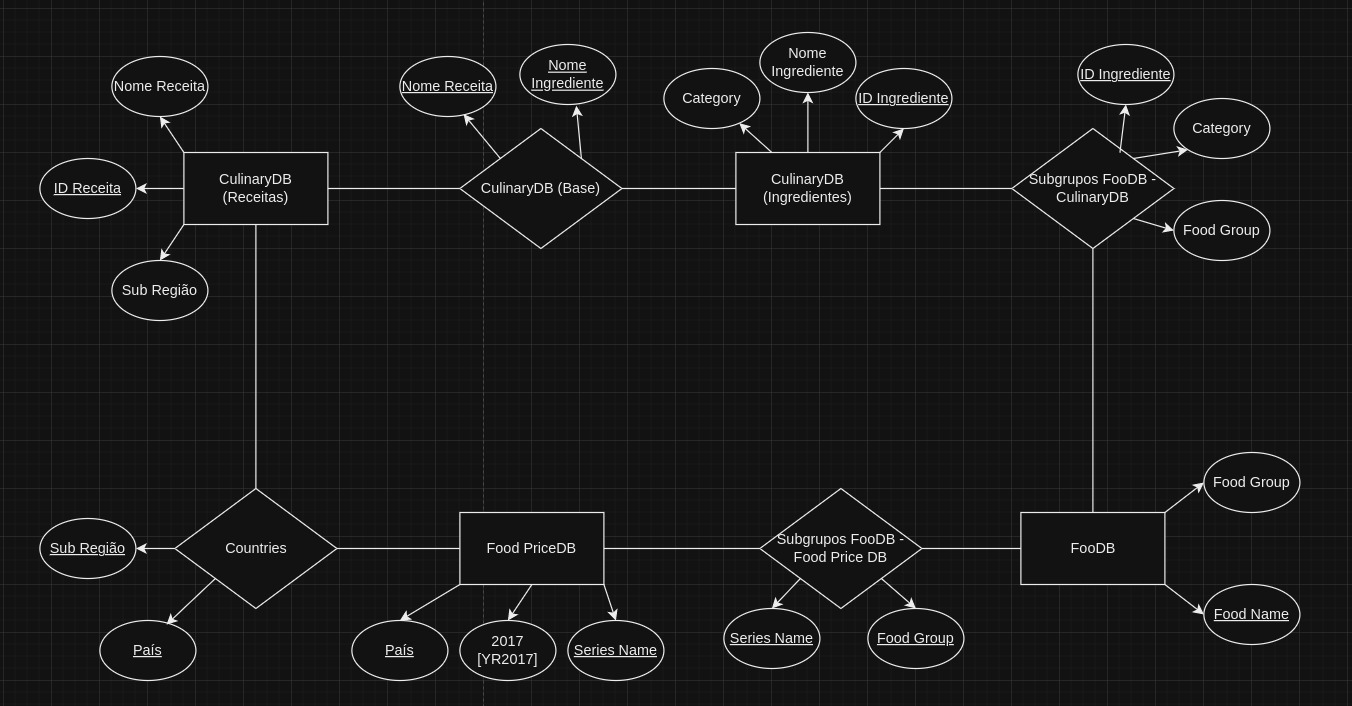 Nome Receita
ID Receita
CulinaryDB
(Receitas)
Sub Região
Nome Receita
Nome
Ingrediente
CulinaryDB (Base)
Category
Nome
Ingrediente
ID Ingrediente
CulinaryDB
(Ingredientes)
ID Ingrediente
Category
Subgrupos FooDB -
CulinaryDB
Food Group
Sub Região
Countries
País
Food PriceDB
País
2017
[YR2017]
Series Name
Subgrupos FooDB -
Food Price DB
Series Name
Food Group
FooDB
Food Group
Food Name